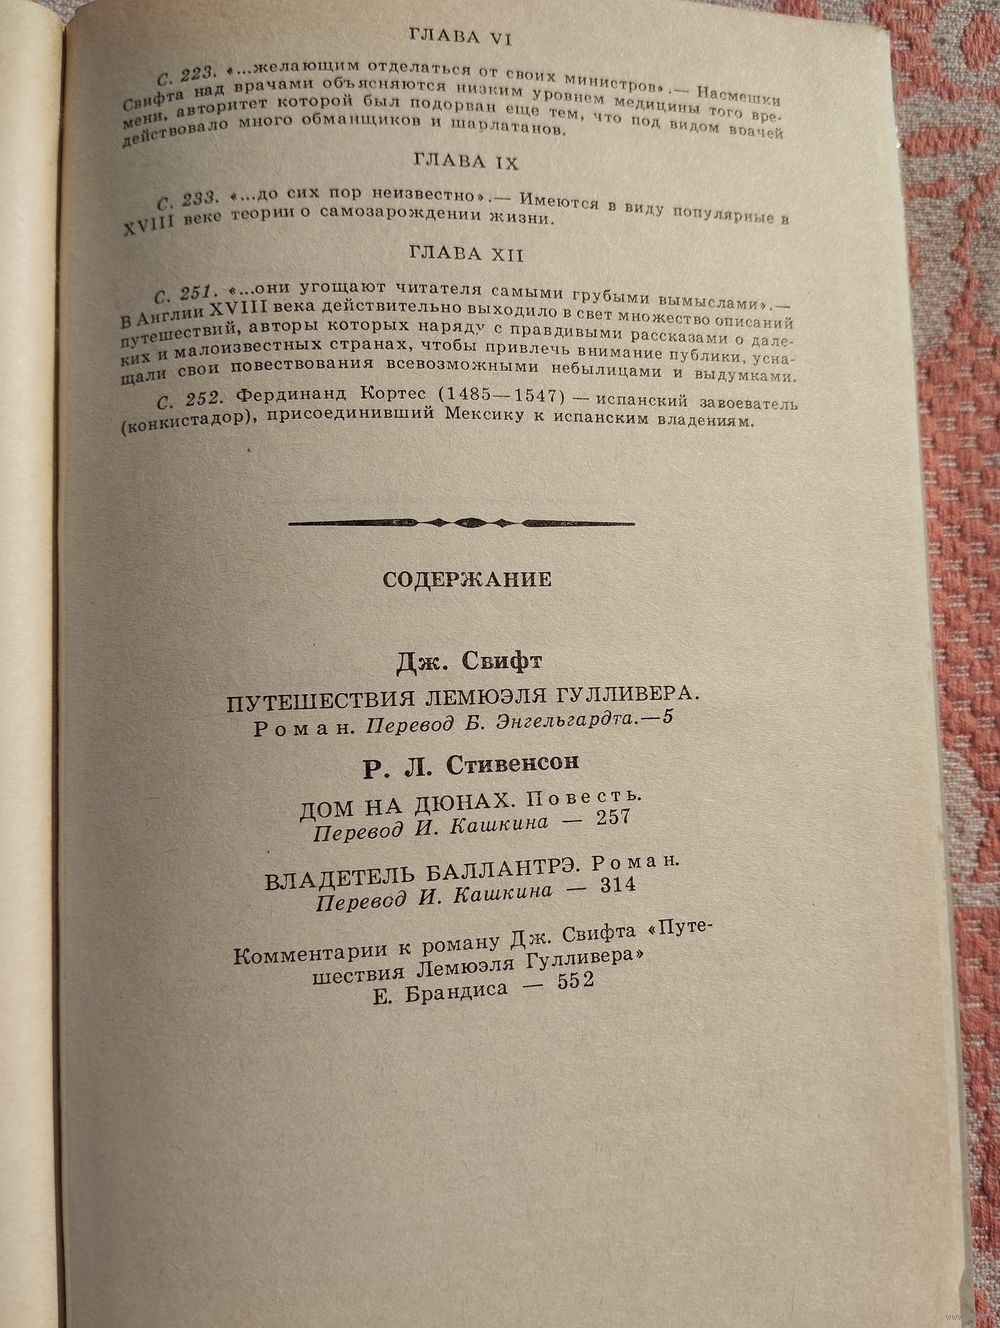 ГЛАВА VI
С. 223. «...желающим отделаться от своих министров».— Насмешки
Свифта над врачами объясняются низким уровнем медицины того вре-
мени, авторитет которой был подорван еще тем, что под видом врачей
действовало много обманщиков и шарлатанов.
ГЛАВА IX
С. 233. «...до сих пор неизвестно».— Имеются в виду популярные в
XVIII веке теории о самозарождении жизни.
ГЛАВА XII
С. 251. «...они угощают читателя самыми грубыми вымыслами».—
В Англии XVIII века действительно выходило в свет множество описаний
путешествий, авторы которых наряду с правдивыми рассказами о дале-
ких и малоизвестных странах, чтобы привлечь внимание публики, усна-
щали свои повествования всевозможными небылицами и выдумками.
С. 252. Фердинанд Кортес (1485—1547) — испанский завоеватель
(конкистадор), присоединивший Мексику к испанским владениям.
СОДЕРЖАНИЕ
Дж. Свифт
ПУТЕШЕСТВИЯ ЛЕМЮЭЛЯ ГУЛЛИВЕРА.
Роман. Перевод Б. Энгельгардта.—5
Р. Л. Стивенсон
ДОМ НА ДЮНАХ. Повесть.
Перевод И. Кашкина — 257
ВЛАДЕТЕЛЬ БАЛЛАНТРЭ. Роман.
Перевод И. Кашкина — 314
Комментарии к роману Дж. Свифта «Путе-
шествия Лемюэля Гулливера»
Е. Брандиса — 552